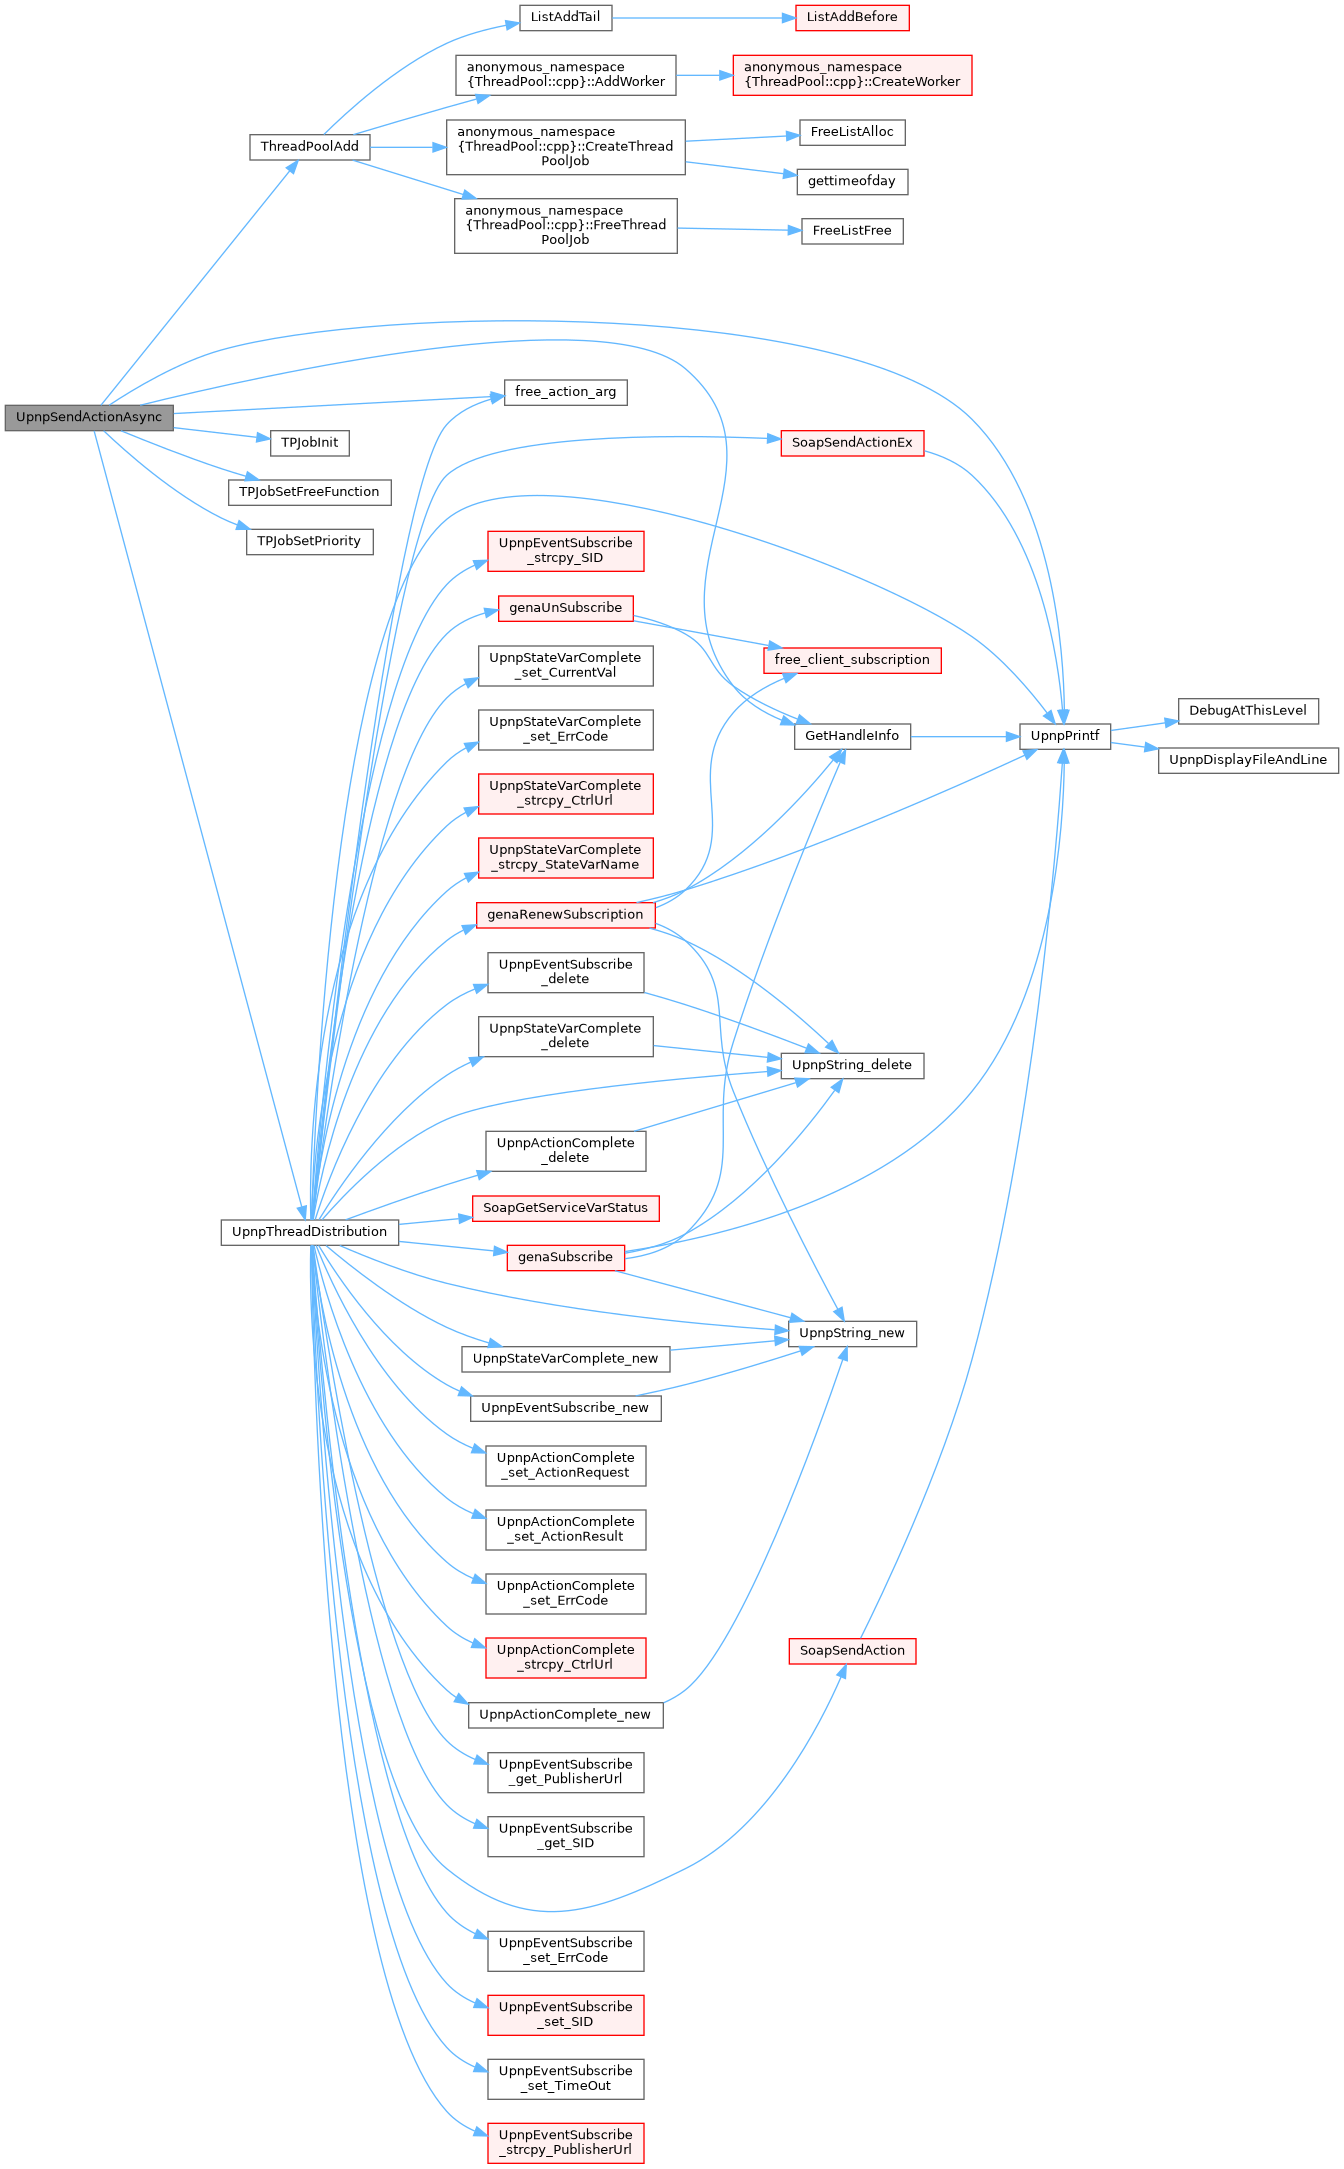 ListAddTail
ListAddBefore
anonymous_namespace
{ThreadPool::cpp}::AddWorker
anonymous_namespace
{ThreadPool::cpp}::CreateWorker
ThreadPoolAdd
anonymous_namespace
{ThreadPool::cpp}::CreateThread
PoolJob
FreeListAlloc
gettimeofday
anonymous_namespace
{ThreadPool::cpp}::FreeThread
PoolJob
FreeListFree
UpnpSendActionAsync
free_action_arg
TPJobInit
SoapSendActionEx
TPJobSetFreeFunction
TPJobSetPriority
UpnpEventSubscribe
_strcpy_SID
genaUnSubscribe
UpnpStateVarComplete
_set_CurrentVal
free_client_subscription
UpnpStateVarComplete
_set_ErrCode
GetHandleInfo
UpnpPrintf
DebugAtThisLevel
UpnpDisplayFileAndLine
UpnpStateVarComplete
_strcpy_CtrlUrl
UpnpStateVarComplete
_strcpy_StateVarName
genaRenewSubscription
UpnpEventSubscribe
_delete
UpnpStateVarComplete
_delete
UpnpString_delete
UpnpActionComplete
_delete
SoapGetServiceVarStatus
UpnpThreadDistribution
genaSubscribe
UpnpString_new
UpnpStateVarComplete_new
UpnpEventSubscribe_new
UpnpActionComplete
_set_ActionRequest
UpnpActionComplete
_set_ActionResult
UpnpActionComplete
_set_ErrCode
UpnpActionComplete
_strcpy_CtrlUrl
SoapSendAction
UpnpActionComplete_new
UpnpEventSubscribe
_get_PublisherUrl
UpnpEventSubscribe
_get_SID
UpnpEventSubscribe
_set_ErrCode
UpnpEventSubscribe
_set_SID
UpnpEventSubscribe
_set_TimeOut
UpnpEventSubscribe
_strcpy_PublisherUrl